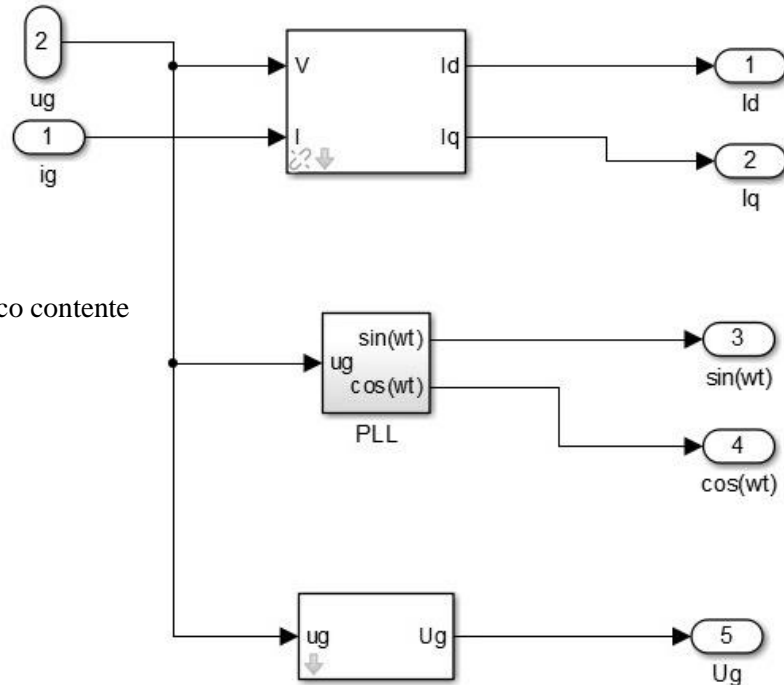 2
ug
1
ig
V
I
Id
Iq
1
Id
2
Iq
co contente
ug
sin(wt)
cos(wt)
PLL
3
sin(wt)
4
cos(wt)
ug
Ug
5
Ug